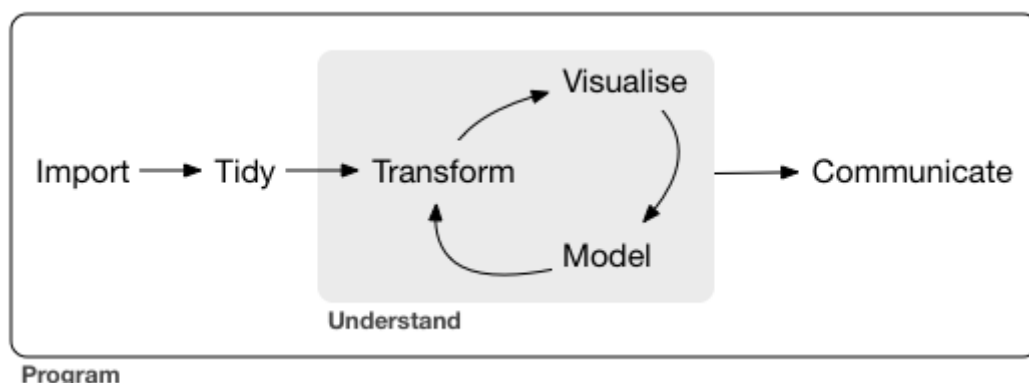 Visualise
Import
Tidy
Transform
Communicate
Model
Understand
Program